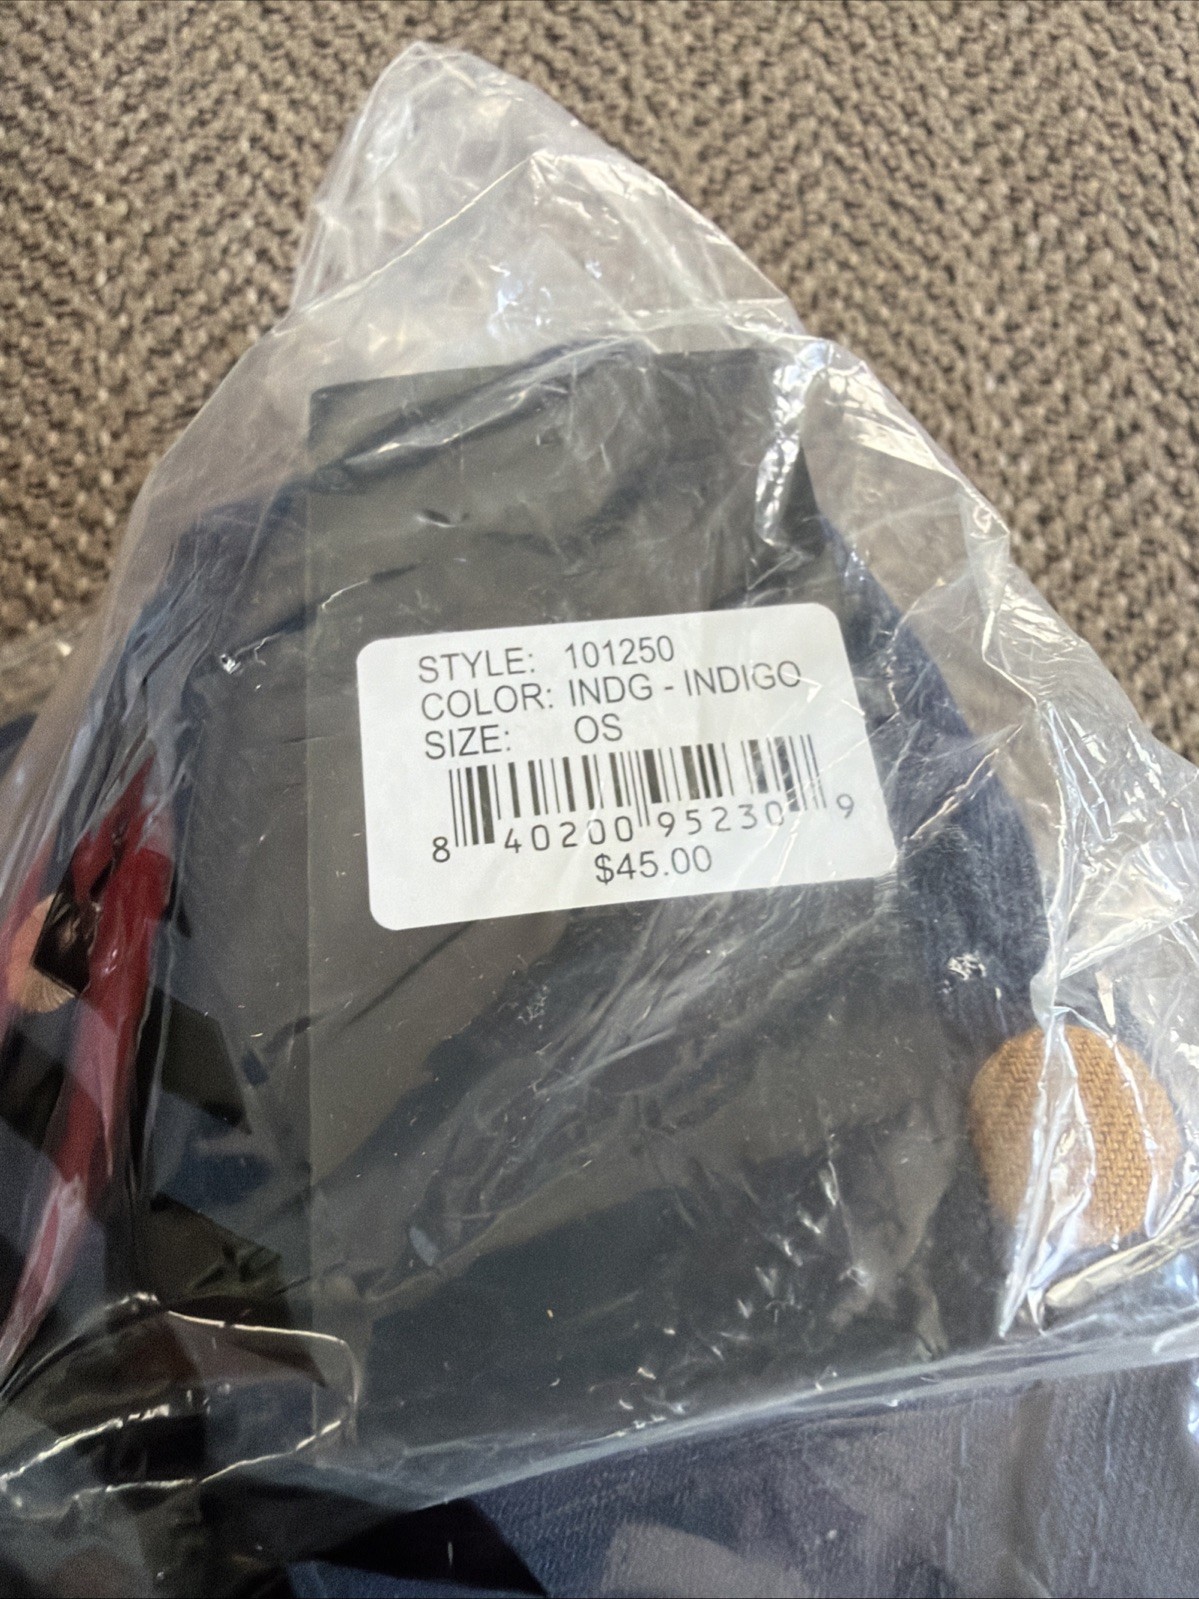 STYLE: 101250
COLOR: INDG - INDIGO
SIZE: OS
8 40200 95230 9
$45.00